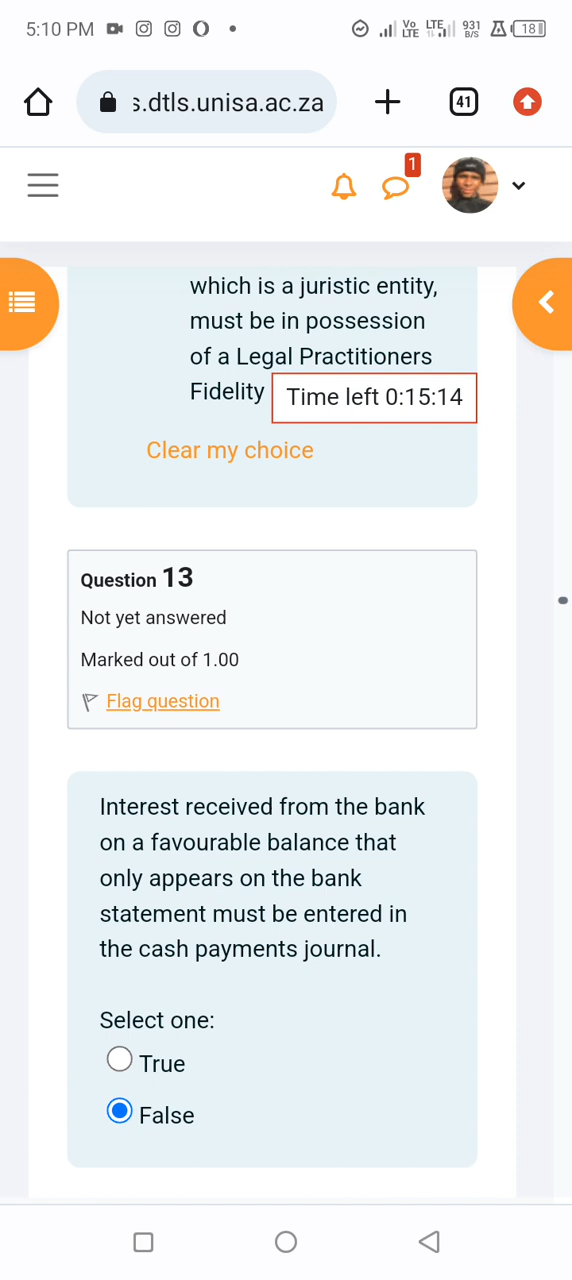 5:10 PM
Vo LTE
LTE
931 B/S
18
s.dtls.unisa.ac.za
41
1
which is a juristic entity,
must be in possession
of a Legal Practitioners
Fidelity
Time left 0:15:14
Clear my choice
Question 13
Not yet answered
Marked out of 1.00
Flag question
Interest received from the bank
on a favourable balance that
only appears on the bank
statement must be entered in
the cash payments journal.
Select one:
True
False